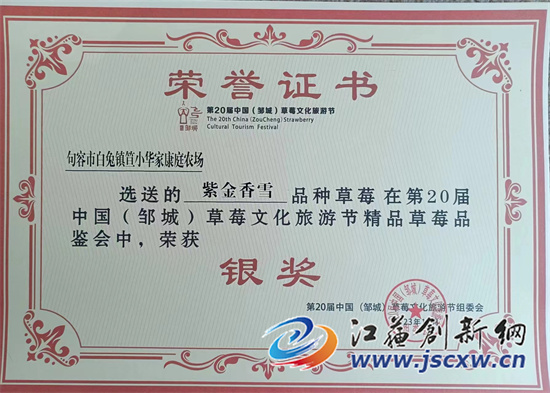 荣誉证书
第20届中国（邹城）草莓文化旅游节
The 20th China (ZouCheng) Strawberry
Cultural Tourism Festival
句容市白兔镇笪小华家康庭农场
选送的 紫金香雪 品种草莓在第20届
中国（邹城）草莓文化旅游节精品草莓品
鉴会中，荣获
银奖
第20届中国（邹城）草莓文化旅游节组委会
江苏创新网
www.jscxw.cn